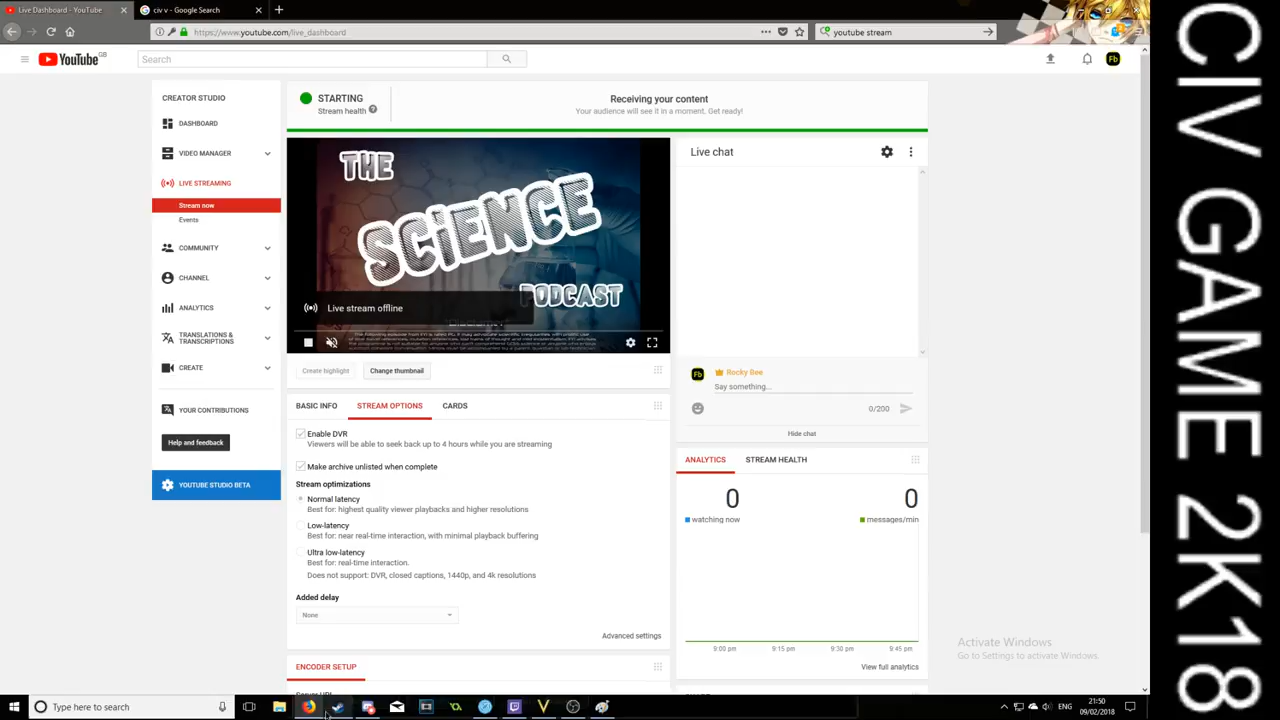 Live Dashboard - YouTube
civ v - Google Search
https://www.youtube.com/live_dashboard
youtube stream
YouTube GB
Search
Fb
CREATOR STUDIO
DASHBOARD
VIDEO MANAGER
LIVE STREAMING
Stream now
Events
COMMUNITY
CHANNEL
ANALYTICS
TRANSLATIONS &
TRANSCRIPTIONS
CREATE
YOUR CONTRIBUTIONS
Help and feedback
YOUTUBE STUDIO BETA
STARTING
Stream health ?
Receiving your content
Your audience will see it in a moment. Get ready!
THE
SCIENCE
PODCAST
Live stream offline
Create highlight
Change thumbnail
BASIC INFO
STREAM OPTIONS
CARDS
Enable DVR
Viewers will be able to seek back up to 4 hours while you are streaming
Make archive unlisted when complete
Stream optimizations
Normal latency
Best for: highest quality viewer playbacks and higher resolutions
Low-latency
Best for: near real-time interaction, with minimal playback buffering
Ultra low-latency
Best for: real-time interaction.
Does not support: DVR, closed captions, 1440p, and 4k resolutions
Added delay
None
Advanced settings
ENCODER SETUP
Live chat
Fb
Rocky Bee
Say something...
0/200
Hide chat
ANALYTICS
STREAM HEALTH
0
watching now
0
messages/min
9:00 pm
9:15 pm
9:30 pm
9:45 pm
View full analytics
Activate Windows
Go to Settings to activate Windows.
CIV GAME 2K18
Type here to search
21:50
09/02/2018